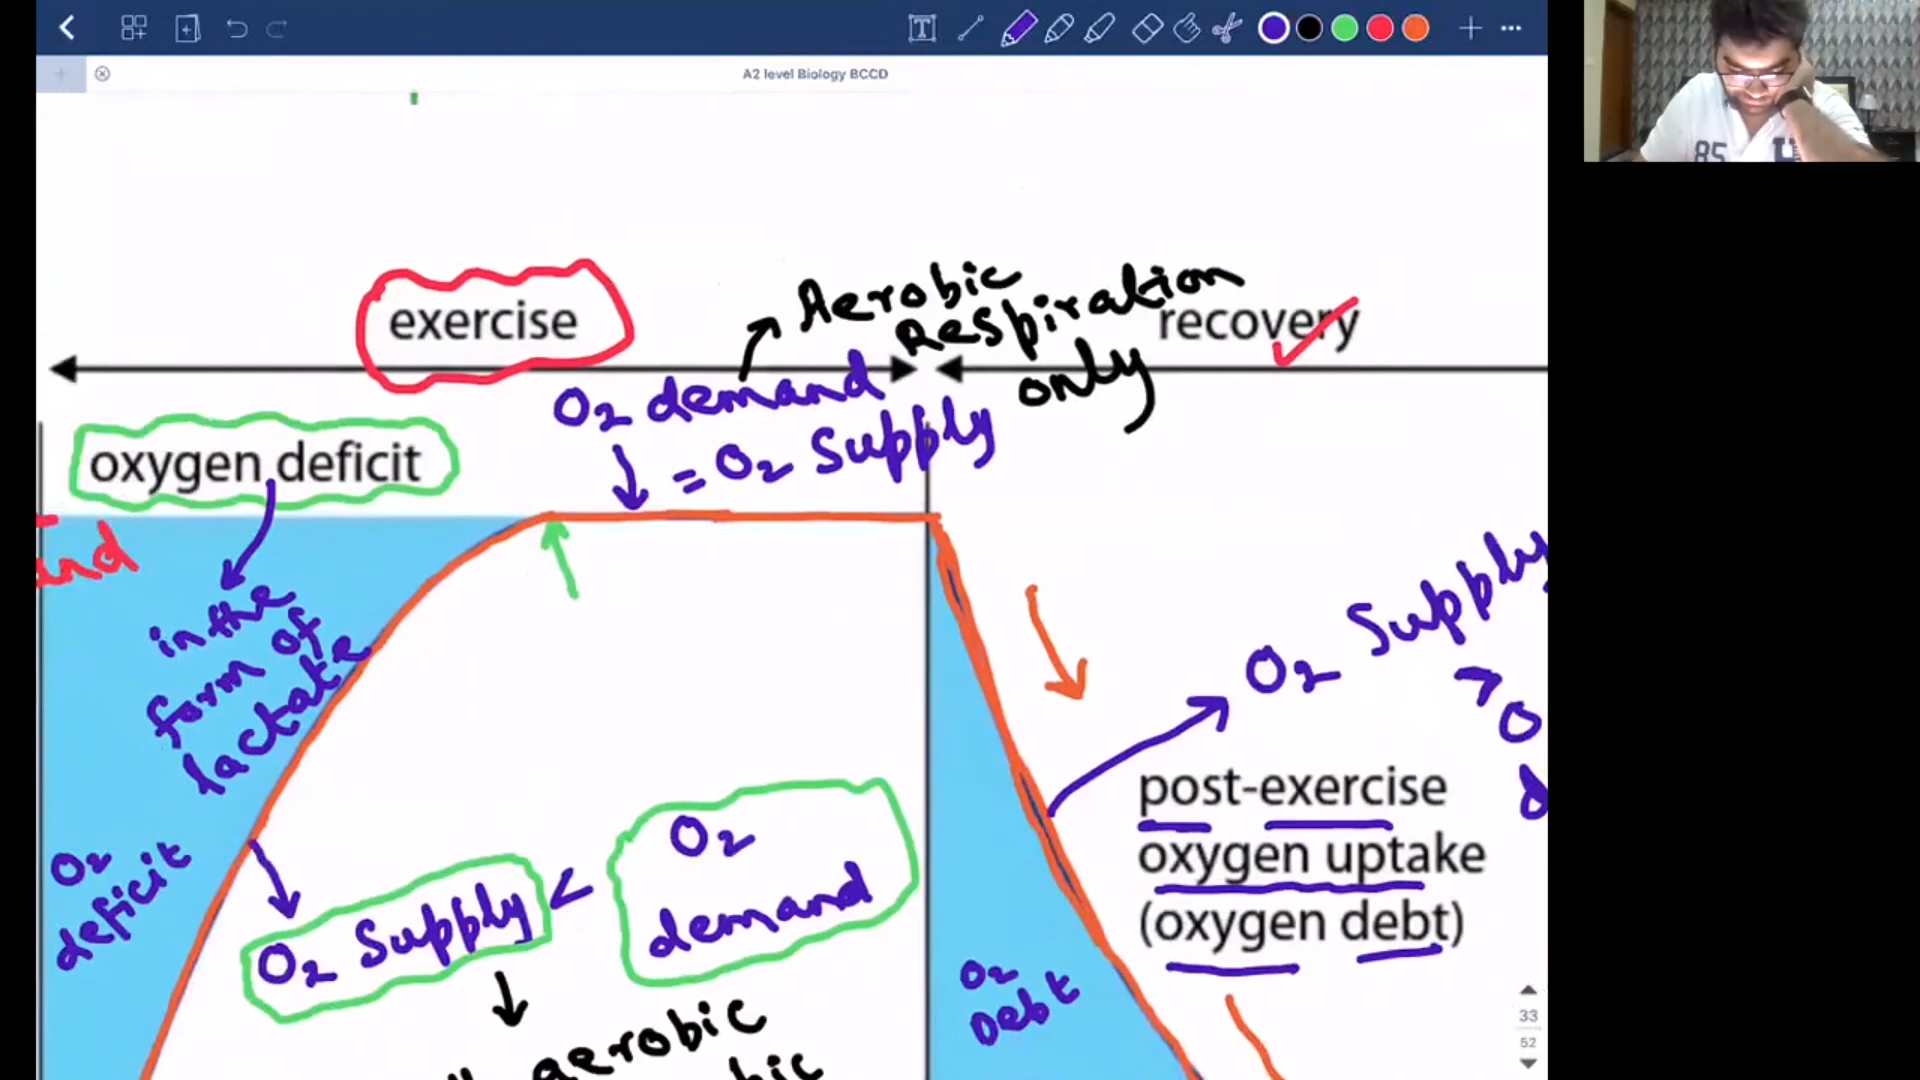 A2 level Biology BCCD
85 H
exercise
Aerobic
Respiration
only
recovery
O2 demand
= O2 Supply
oxygen deficit
in the
form of
lactate
O2 Supply
>
post-exercise
oxygen uptake
(oxygen debt)
O2
deficit
O2 Supply <
O2
demand
O2
Debt
aerobic
33
52